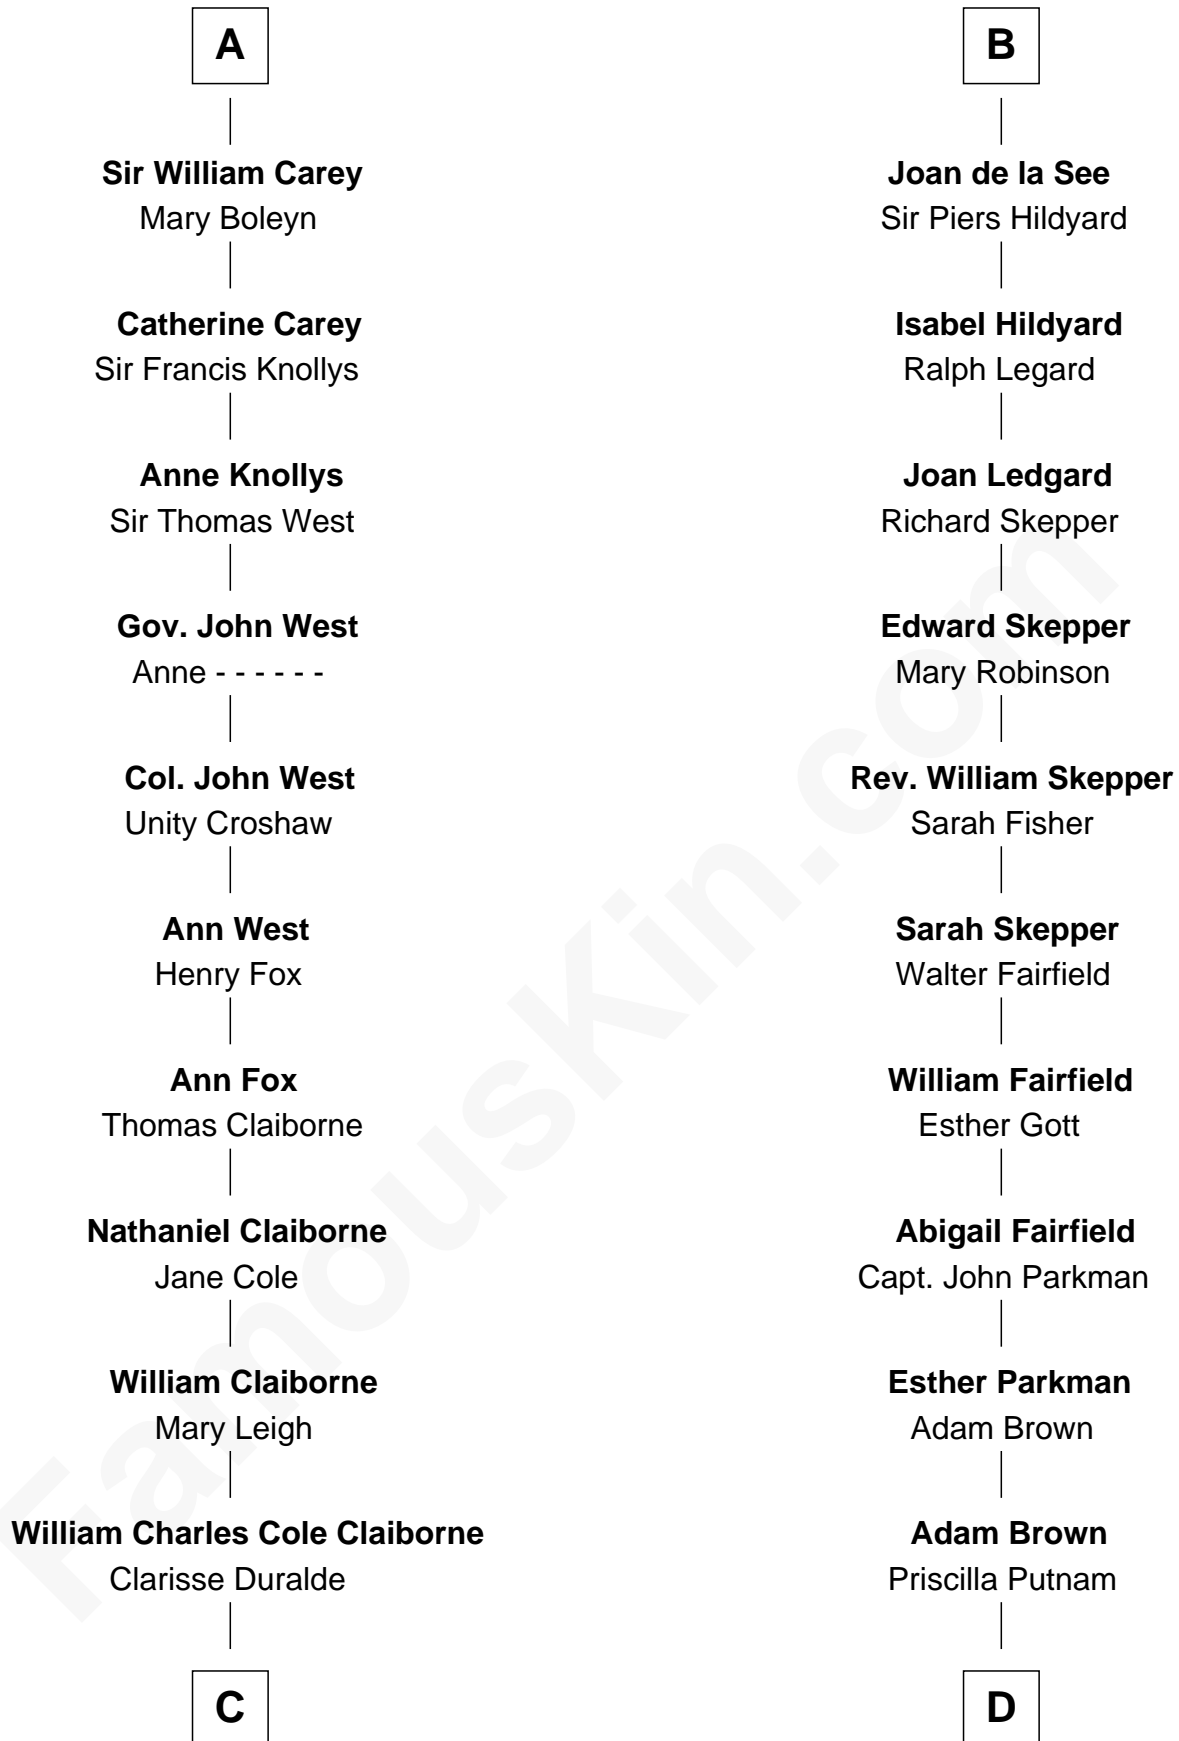 A
Sir William Carey
Mary Boleyn
Catherine Carey
Sir Francis Knollys
Anne Knollys
Sir Thomas West
Gov. John West
Anne - - - - - -
Col. John West
Unity Croshaw
Ann West
Henry Fox
Ann Fox
Thomas Claiborne
Nathaniel Claiborne
Jane Cole
William Claiborne
Mary Leigh
William Charles Cole Claiborne
Clarisse Duralde
C
B
Joan de la See
Sir Piers Hildyard
Isabel Hildyard
Ralph Legard
Joan Ledgard
Richard Skepper
Edward Skepper
Mary Robinson
Rev. William Skepper
Sarah Fisher
Sarah Skepper
Walter Fairfield
William Fairfield
Esther Gott
Abigail Fairfield
Capt. John Parkman
Esther Parkman
Adam Brown
Adam Brown
Priscilla Putnam
D
FamousKin.com